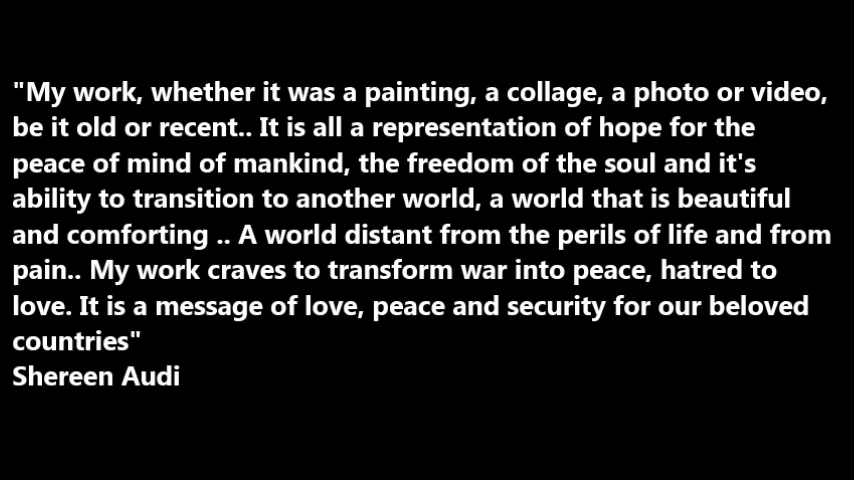 "My work, whether it was a painting, a collage, a photo or video,
be it old or recent.. It is all a representation of hope for the
peace of mind of mankind, the freedom of the soul and it's
ability to transition to another world, a world that is beautiful
and comforting .. A world distant from the perils of life and from
pain.. My work craves to transform war into peace, hatred to
love. It is a message of love, peace and security for our beloved
countries"
Shereen Audi